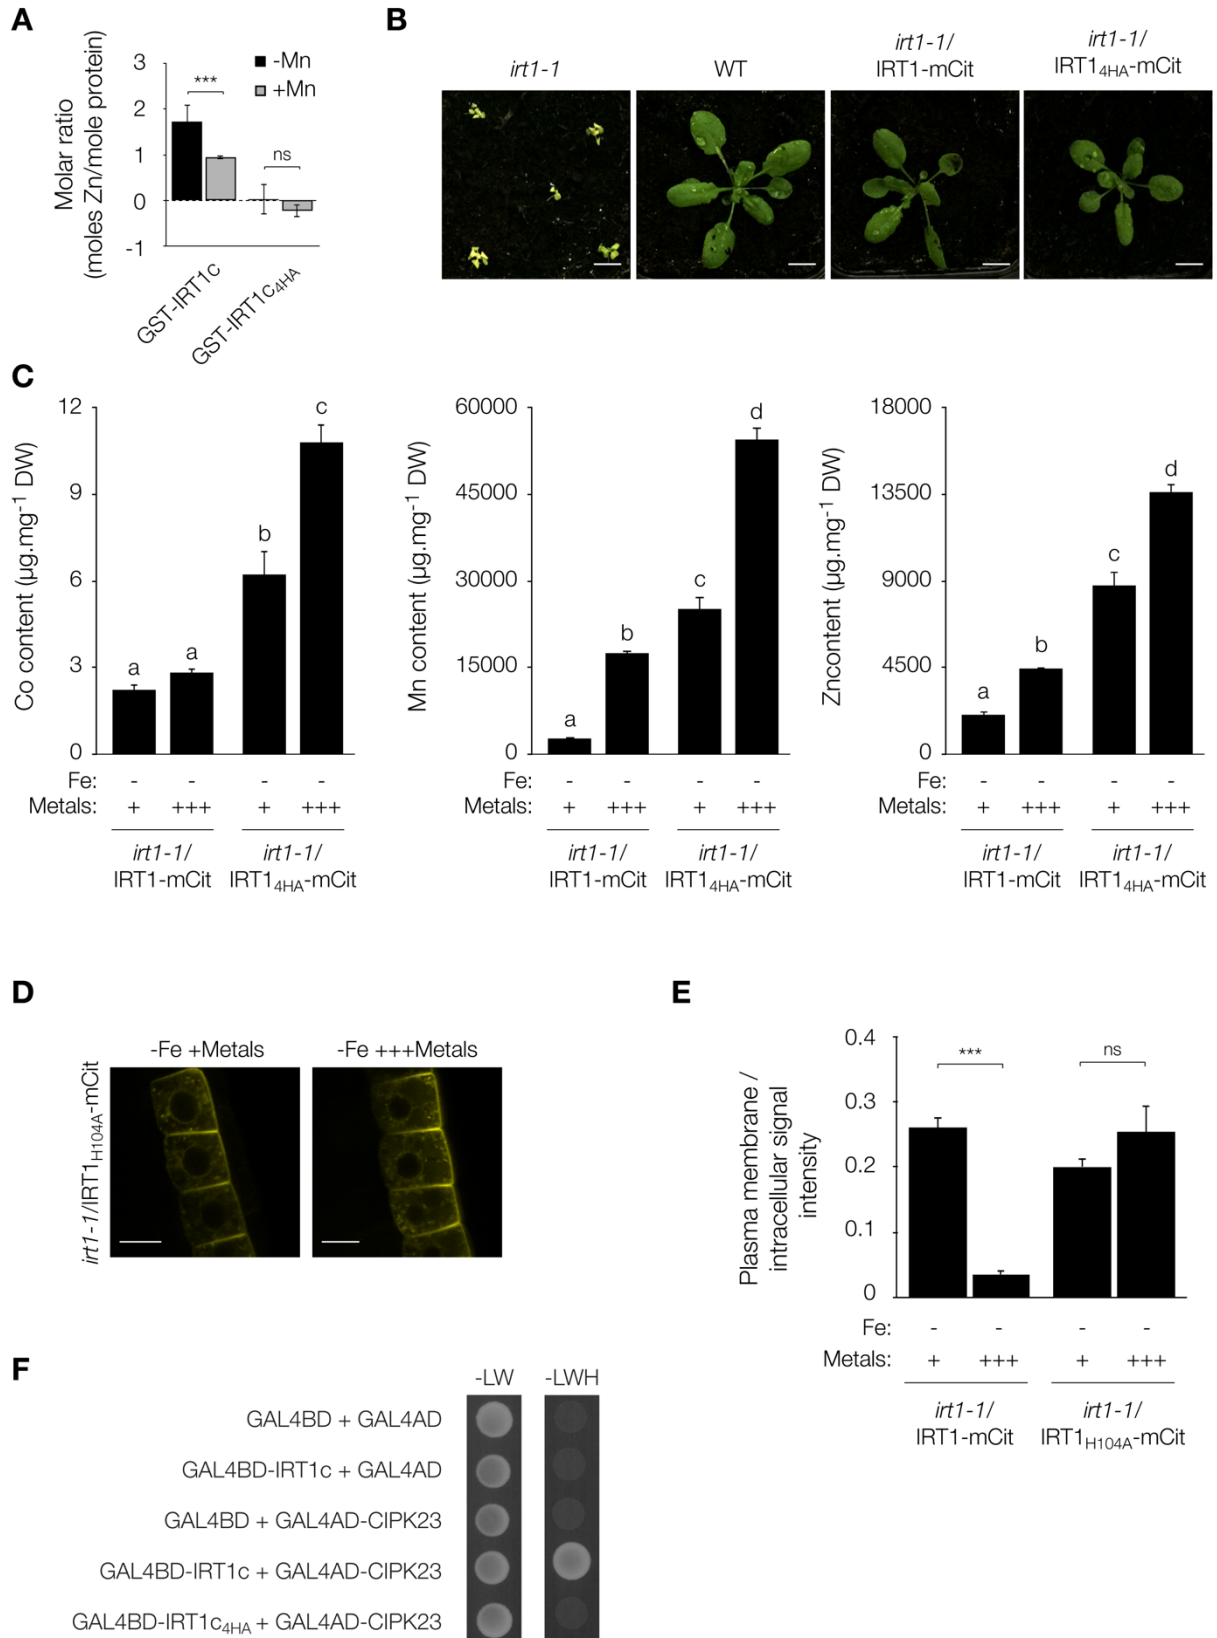 A
Molar ratio
(moles Zn/mole protein)
3
2
1
0
-1
***
ns
-Mn
+Mn
GST-IRT1c
GST-IRT1c4HA
B
irt1-1
WT
irt1-1/
IRT1-mCit
irt1-1/
IRT14HA-mCit
C
Co content (µg.mg-1 DW)
12
9
6
3
0
a
a
b
c
Fe:
-
-
-
-
Metals:
+
+++
+
+++
irt1-1/
IRT1-mCit
irt1-1/
IRT14HA-mCit
Mn content (µg.mg-1 DW)
60000
45000
30000
15000
0
a
b
c
d
Fe:
-
-
-
-
Metals:
+
+++
+
+++
irt1-1/
IRT1-mCit
irt1-1/
IRT14HA-mCit
Zncontent (µg.mg-1 DW)
18000
13500
9000
4500
0
a
b
c
d
Fe:
-
-
-
-
Metals:
+
+++
+
+++
irt1-1/
IRT1-mCit
irt1-1/
IRT14HA-mCit
D
-Fe +Metals
-Fe +++Metals
irt1-1/IRT1H104A-mCit
E
Plasma membrane /
intracellular signal
intensity
0.4
0.3
0.2
0.1
0
***
ns
Fe:
-
-
-
-
Metals:
+
+++
+
+++
irt1-1/
IRT1-mCit
irt1-1/
IRT1H104A-mCit
F
-LW
-LWH
GAL4BD + GAL4AD
GAL4BD-IRT1c + GAL4AD
GAL4BD + GAL4AD-CIPK23
GAL4BD-IRT1c + GAL4AD-CIPK23
GAL4BD-IRT1c4HA + GAL4AD-CIPK23